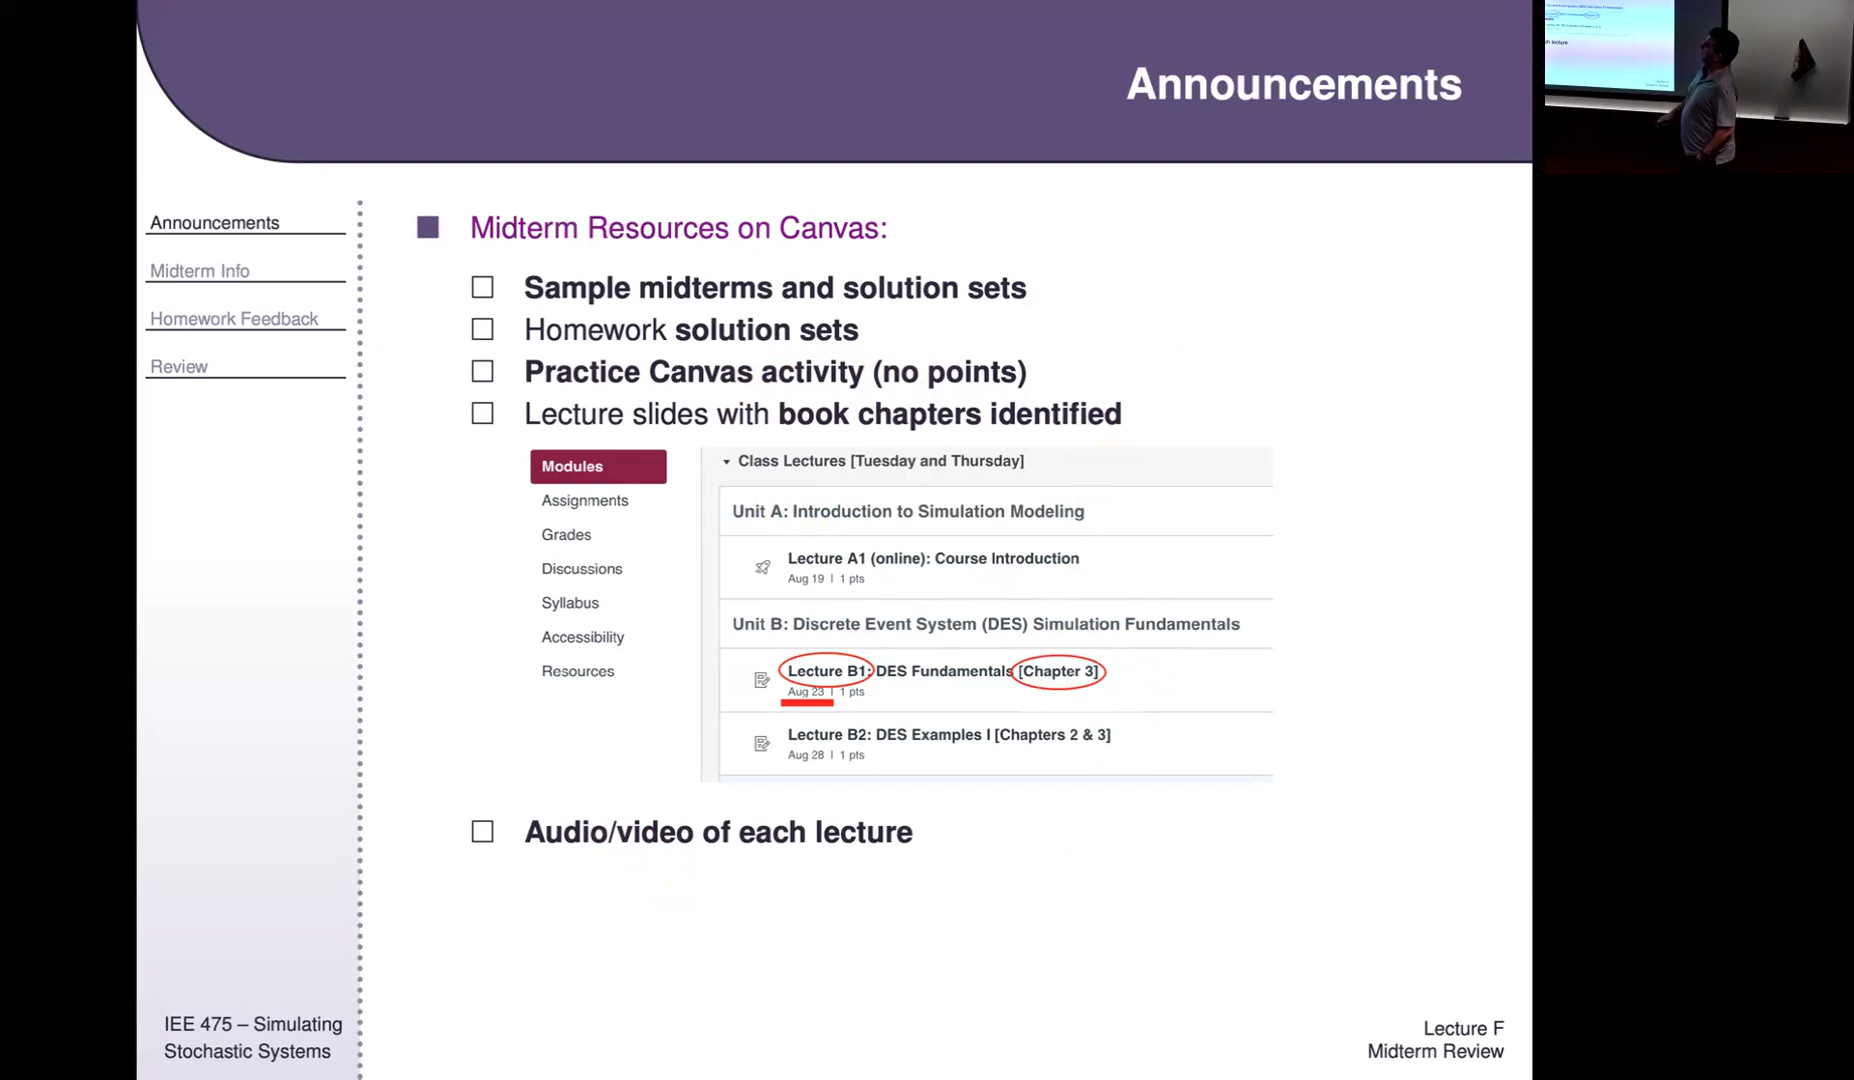 Announcements
Announcements
Midterm Info
Homework Feedback
Review
Midterm Resources on Canvas:
Sample midterms and solution sets
Homework solution sets
Practice Canvas activity (no points)
Lecture slides with book chapters identified
Modules
Assignments
Grades
Discussions
Syllabus
Accessibility
Resources
Class Lectures [Tuesday and Thursday]
Unit A: Introduction to Simulation Modeling
Lecture A1 (online): Course Introduction
Aug 19 | 1 pts
Unit B: Discrete Event System (DES) Simulation Fundamentals
Lecture B1: DES Fundamentals [Chapter 3]
Aug 23 | 1 pts
Lecture B2: DES Examples I [Chapters 2 & 3]
Aug 28 | 1 pts
Audio/video of each lecture
IEE 475 – Simulating
Stochastic Systems
Lecture F
Midterm Review